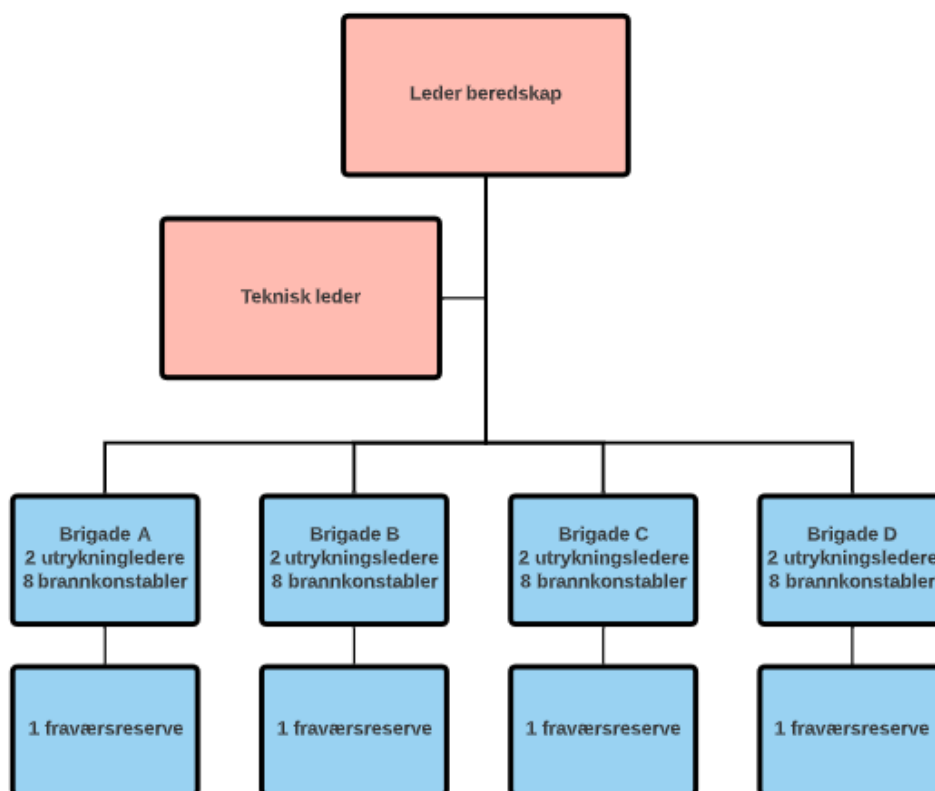 Leder beredskap
Teknisk leder
Brigade A
2 utrykningledere
8 brannkonstabler
Brigade B
2 utrykningsledere
8 brannkonstabler
Brigade C
2 utrykningsledere
8 brannkonstabler
Brigade D
2 utrykningsledere
8 brannkonstabler
1 fraværsreserve
1 fraværsreserve
1 fraværsreserve
1 fraværsreserve